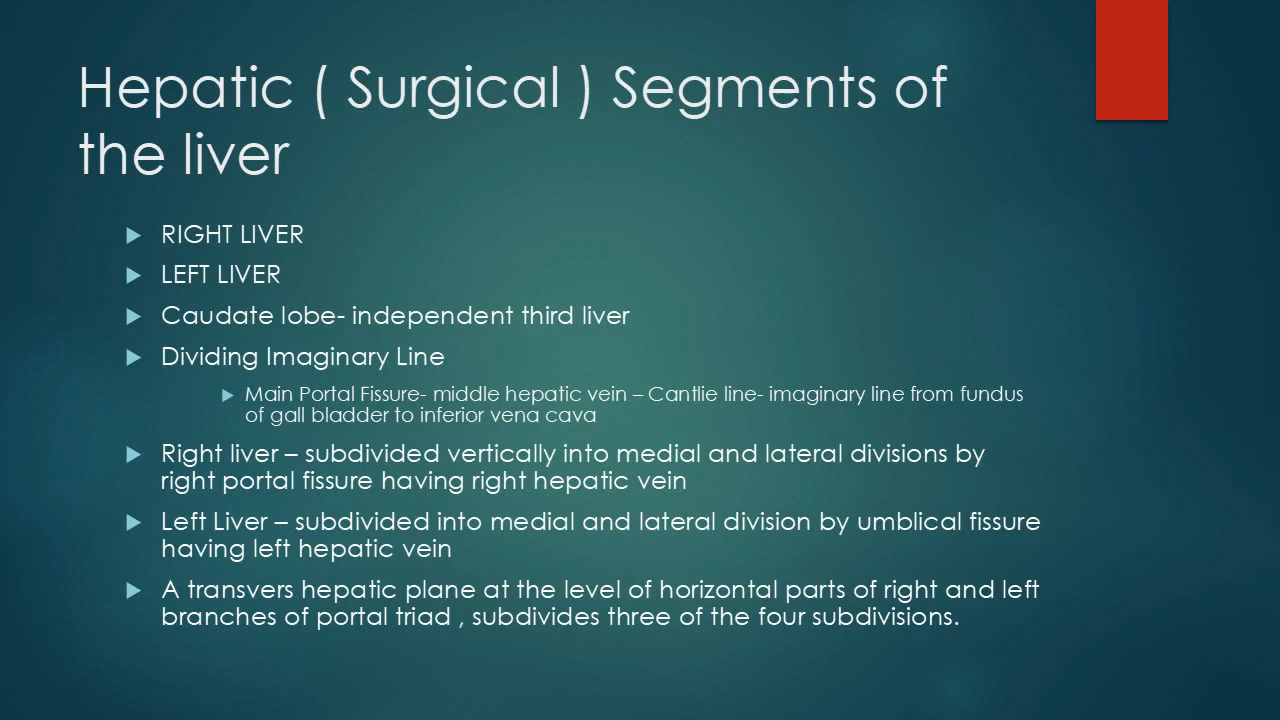 Hepatic ( Surgical ) Segments of
the liver
RIGHT LIVER
LEFT LIVER
Caudate lobe- independent third liver
Dividing Imaginary Line
Main Portal Fissure- middle hepatic vein – Cantlie line- imaginary line from fundus
of gall bladder to inferior vena cava
Right liver – subdivided vertically into medial and lateral divisions by
right portal fissure having right hepatic vein
Left Liver – subdivided into medial and lateral division by umblical fissure
having left hepatic vein
A transvers hepatic plane at the level of horizontal parts of right and left
branches of portal triad , subdivides three of the four subdivisions.